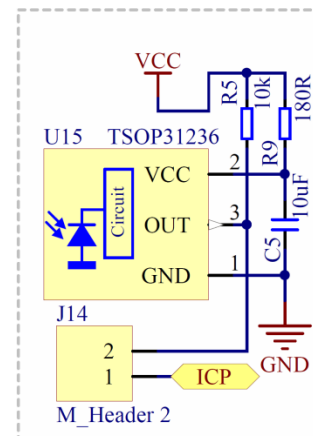 VCC
R5
10k
180R
U15 TSOP31236
R9
VCC 2
10uF
Circuit
OUT 3
C5
GND 1
J14
GND
2
1 ICP
M_Header 2